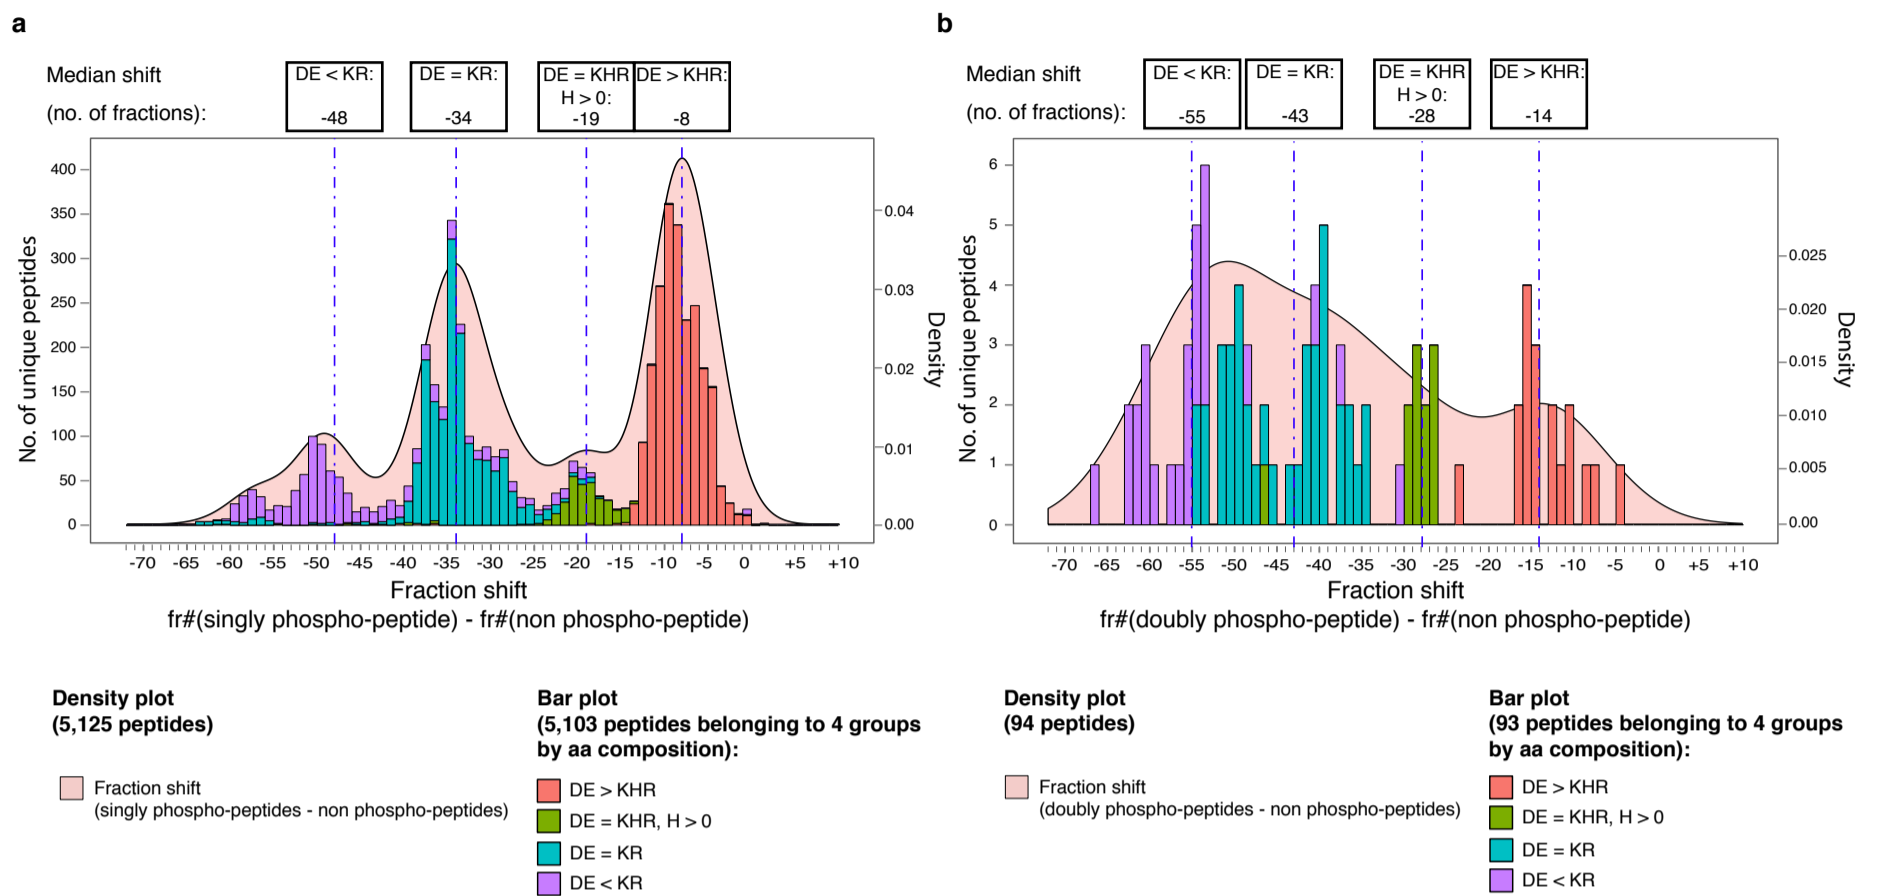 a
Median shift
(no. of fractions):
DE < KR:
-48
DE = KR:
-34
DE = KHR
H > 0:
-19
DE > KHR:
-8
No. of unique peptides
400
350
300
250
200
150
100
50
0
0.04
0.03
0.02
0.01
0.00
Density
-70 -65 -60 -55 -50 -45 -40 -35 -30 -25 -20 -15 -10 -5 0 +5 +10
Fraction shift
fr#(singly phospho-peptide) - fr#(non phospho-peptide)
Density plot
(5,125 peptides)
Fraction shift
(singly phospho-peptides - non phospho-peptides)
Bar plot
(5,103 peptides belonging to 4 groups
by aa composition):
DE > KHR
DE = KHR, H > 0
DE = KR
DE < KR
b
Median shift
(no. of fractions):
DE < KR:
-55
DE = KR:
-43
DE = KHR
H > 0:
-28
DE > KHR:
-14
No. of unique peptides
6
5
4
3
2
1
0
0.025
0.020
0.015
0.010
0.005
0.00
Density
-70 -65 -60 -55 -50 -45 -40 -35 -30 -25 -20 -15 -10 -5 0 +5 +10
Fraction shift
fr#(doubly phospho-peptide) - fr#(non phospho-peptide)
Density plot
(94 peptides)
Fraction shift
(doubly phospho-peptides - non phospho-peptides)
Bar plot
(93 peptides belonging to 4 groups
by aa composition):
DE > KHR
DE = KHR, H > 0
DE = KR
DE < KR